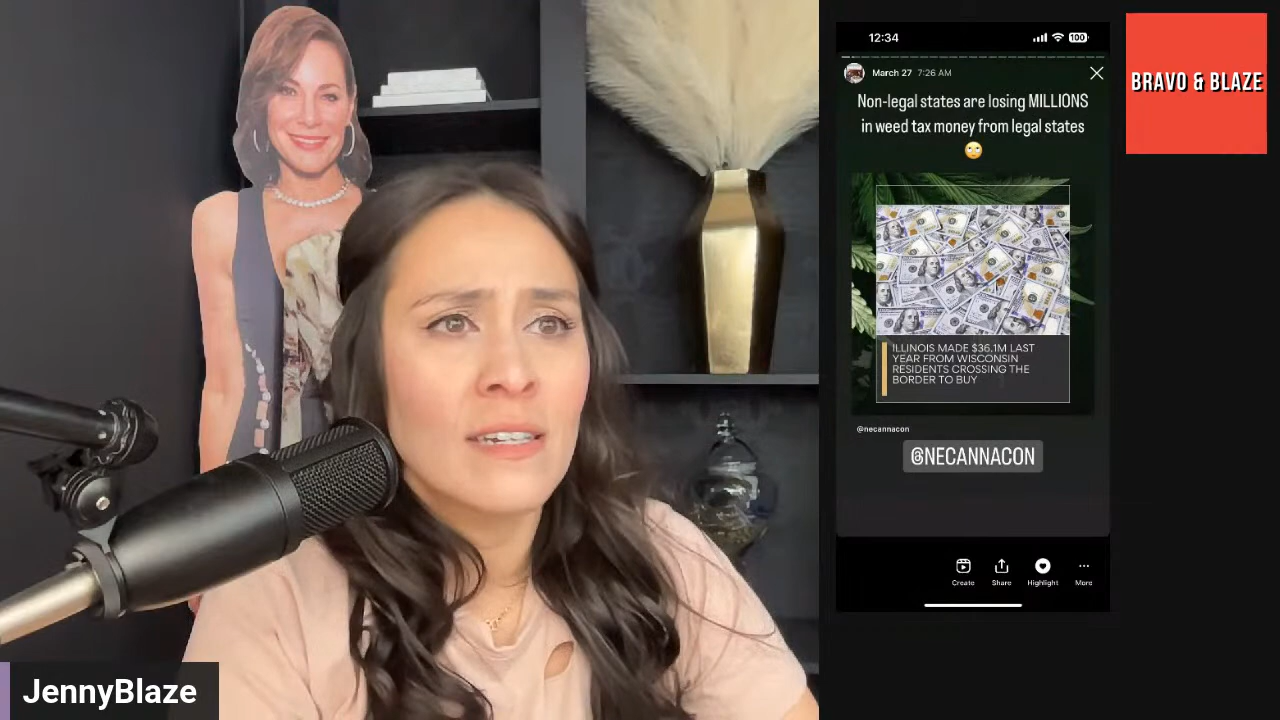 12:34
100
March 27 7:26 AM
Non-legal states are losing MILLIONS
in weed tax money from legal states
ILLINOIS MADE $36.1M LAST
YEAR FROM WISCONSIN
RESIDENTS CROSSING THE
BORDER TO BUY
@necannacon
@NECANNACON
Create
Share
Highlight
More
BRAVO & BLAZE
JennyBlaze